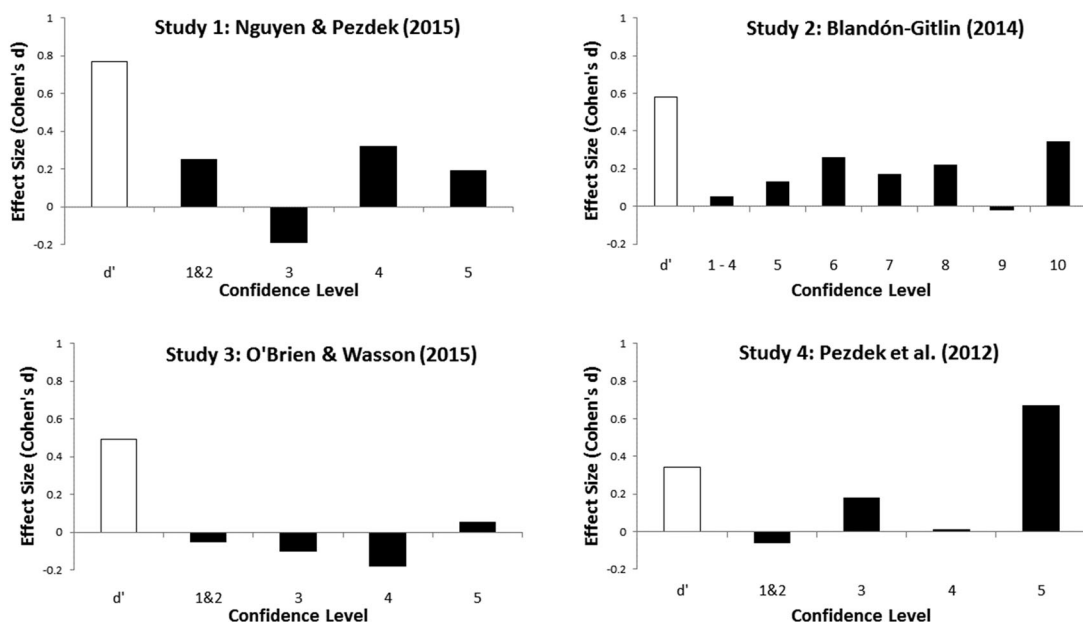 Study 1: Nguyen & Pezdek (2015)
Effect Size (Cohen's d)
1
0.8
0.6
0.4
0.2
0
-0.2
d' 1&2 3 4 5
Confidence Level
Study 2: Blandón-Gitlin (2014)
Effect Size (Cohen's d)
1
0.8
0.6
0.4
0.2
0
-0.2
d' 1 - 4 5 6 7 8 9 10
Confidence Level
Study 3: O'Brien & Wasson (2015)
Effect Size (Cohen's d)
1
0.8
0.6
0.4
0.2
0
-0.2
d' 1&2 3 4 5
Confidence Level
Study 4: Pezdek et al. (2012)
Effect Size (Cohen's d)
1
0.8
0.6
0.4
0.2
0
-0.2
d' 1&2 3 4 5
Confidence Level